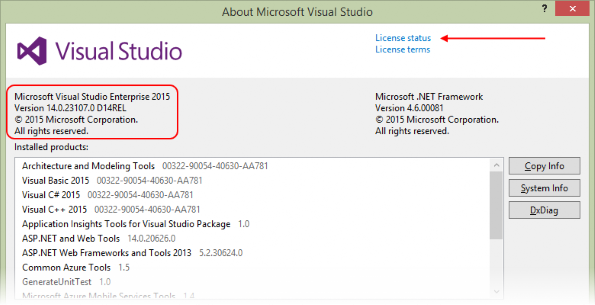 About Microsoft Visual Studio
?
Visual Studio
License status
License terms
Microsoft Visual Studio Enterprise 2015
Version 14.0.23107.0 D14REL
© 2015 Microsoft Corporation.
All rights reserved.
Microsoft .NET Framework
Version 4.6.00081
© 2015 Microsoft Corporation.
All rights reserved.
Installed products:
Architecture and Modeling Tools 00322-90054-40630-AA781
Visual Basic 2015 00322-90054-40630-AA781
Visual C# 2015 00322-90054-40630-AA781
Visual C++ 2015 00322-90054-40630-AA781
Application Insights Tools for Visual Studio Package 1.0
ASP.NET and Web Tools 14.0.20626.0
ASP.NET Web Frameworks and Tools 2013 5.2.30624.0
Common Azure Tools 1.5
GenerateUnitTest 1.0
Microsoft Azure Mobile Services Tools 1.4
Copy Info
System Info
DxDiag